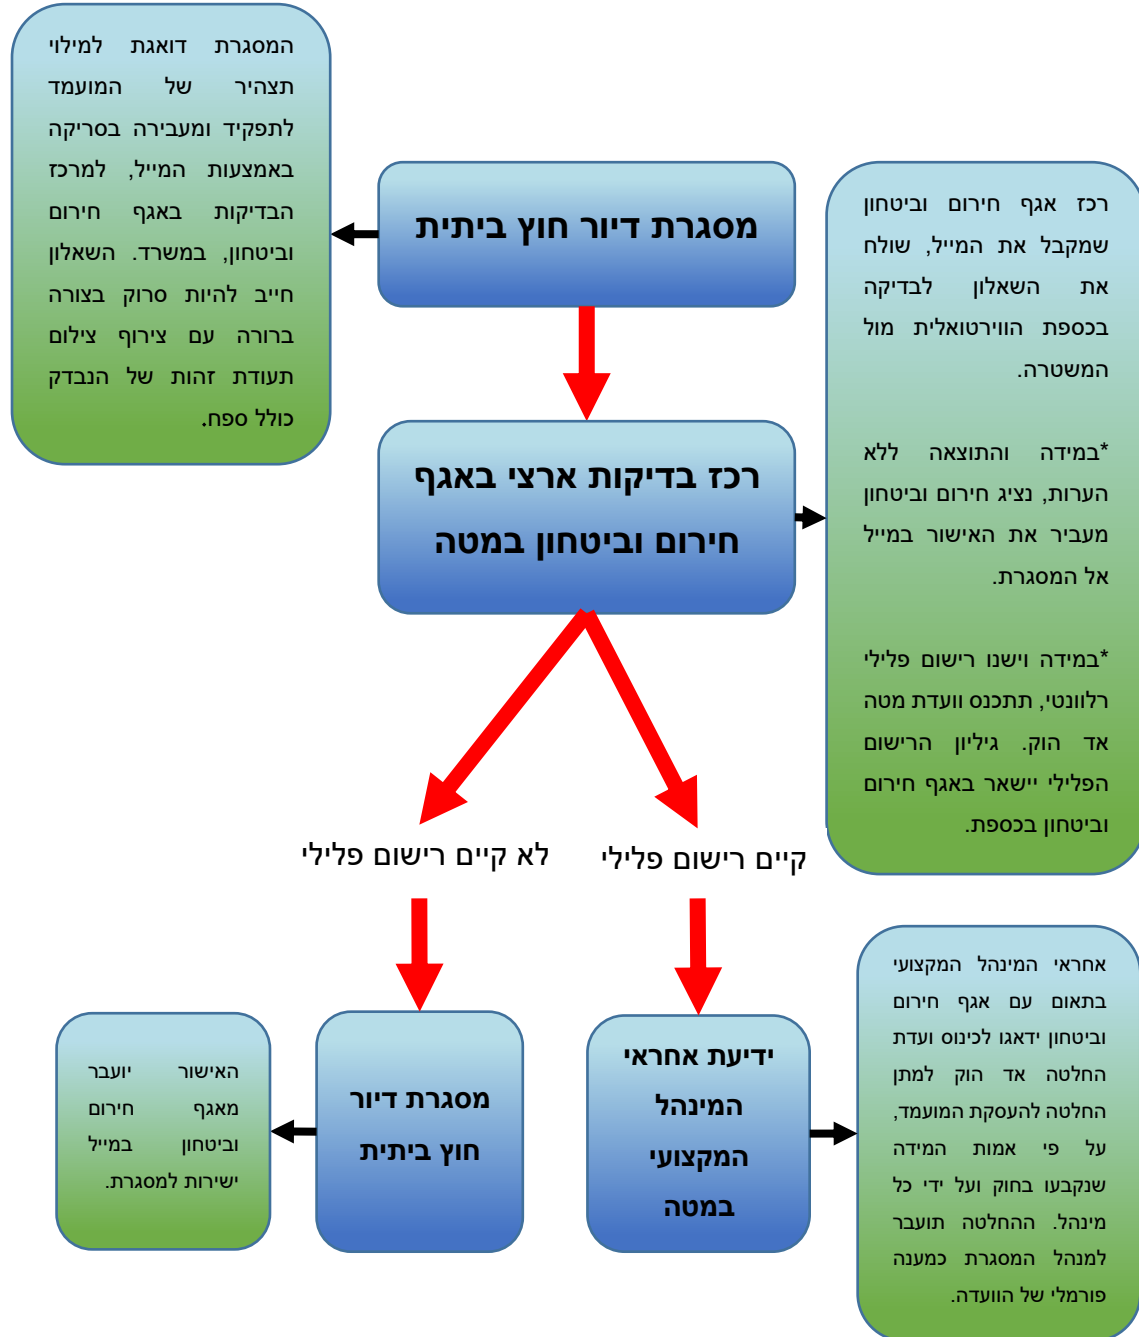 המסגרת דואגת למילוי
תצהיר של המועמד
לתפקיד ומעבירה בסריקה
באמצעות המייל, למרכז
הבדיקות באגף חירום
וביטחון, במשרד. השאלון
חייב להיות סרוק בצורה
ברורה עם צירוף צילום
תעודת זהות של הנבדק
כולל ספח.
מסגרת דיור חוץ ביתית
רכז אגף חירום וביטחון
שמקבל את המייל, שולח
את השאלון לבדיקה
בכספת הווירטואלית מול
המשטרה.
*במידה והתוצאה ללא
הערות, נציג חירום וביטחון
מעביר את האישור במייל
אל המסגרת.
*במידה וישנו רישום פלילי
רלוונטי, תתכנס וועדת מטה
אד הוק. גיליון הרישום
הפלילי יישאר באגף חירום
וביטחון בכספת.
רכז בדיקות ארצי באגף
חירום וביטחון במטה
קיים רישום פלילי
לא קיים רישום פלילי
אחראי המינהל המקצועי
בתאום עם אגף חירום
וביטחון ידאגו לכינוס ועדת
החלטה אד הוק למתן
החלטה להעסקת המועמד,
על פי אמות המידה
שנקבעו בחוק ועל ידי כל
מינהל. ההחלטה תועבר
למנהל המסגרת כמענה
פורמלי של הוועדה.
ידיעת אחראי
המינהל
המקצועי
במטה
מסגרת דיור
חוץ ביתית
האישור יועבר
מאגף חירום
וביטחון במייל
ישירות למסגרת.